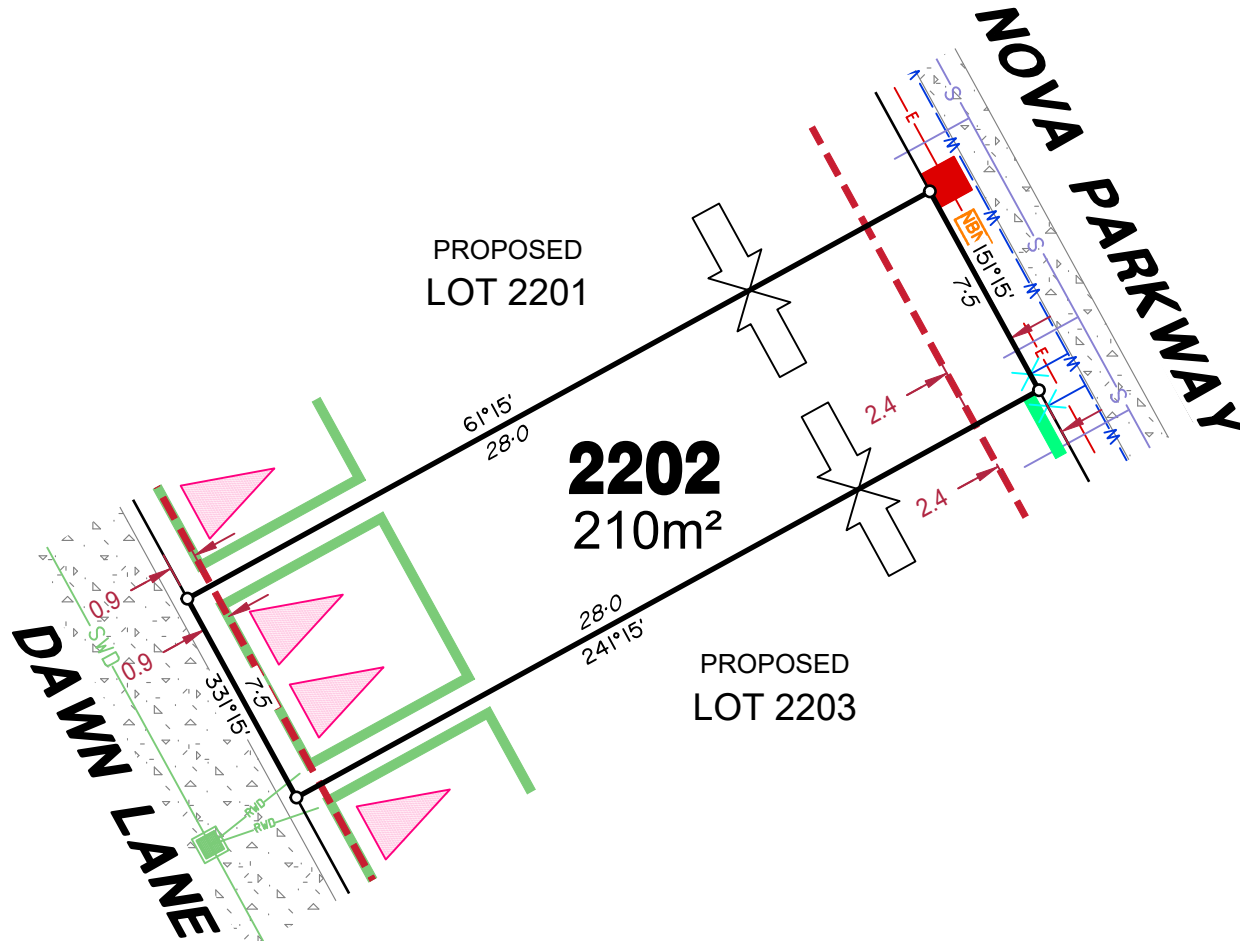 NOVA PARKWAY
S
E
W
W
NBN
S
151°15'
7·5
W
PROPOSED
LOT 2201
61°15'
28·0
2202
210m²
2.4
2.4
E
W
S
W
28·0
241°15'
PROPOSED
LOT 2203
0.9
0.9
SWD
7·5
331°15'
RWD
RWD
DAWN LANE